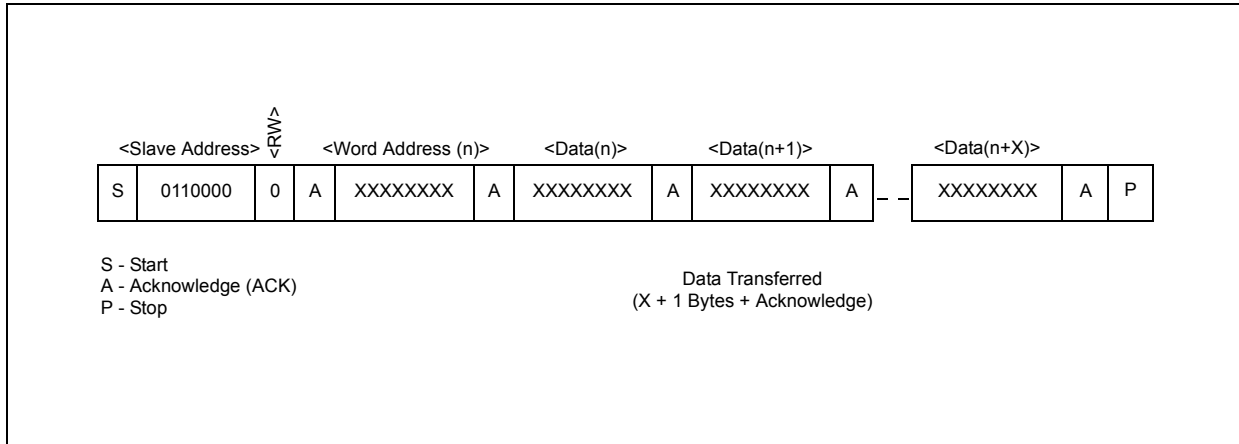 <Slave Address> <RW> <Word Address (n)> <Data(n)> <Data(n+1)> <Data(n+X)>
S 0110000 0 A XXXXXXXX A XXXXXXXX A XXXXXXXX A XXXXXXXX A P
S - Start
A - Acknowledge (ACK)
P - Stop
Data Transferred
(X + 1 Bytes + Acknowledge)